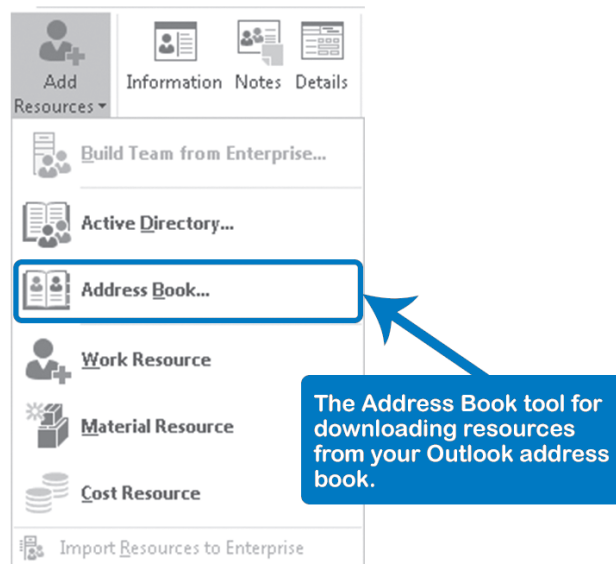 Add
Resources
Information Notes Details
Build Team from Enterprise...
Active Directory...
Address Book...
Work Resource
Material Resource
Cost Resource
Import Resources to Enterprise
The Address Book tool for
downloading resources
from your Outlook address
book.